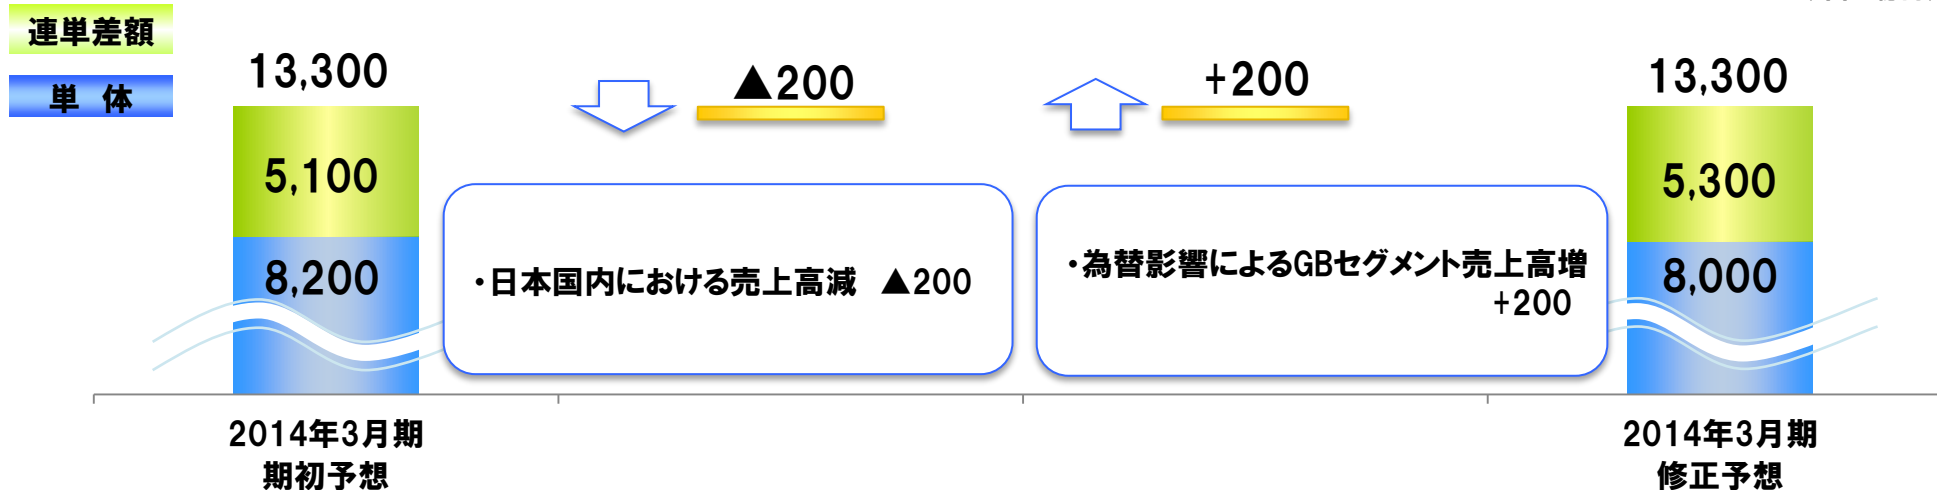 連単差額
単 体
13,300
5,100
8,200
▲200
+200
・日本国内における売上高減 ▲200
・為替影響によるGBセグメント売上高増
+200
13,300
5,300
8,000
2014年3月期
期初予想
2014年3月期
修正予想